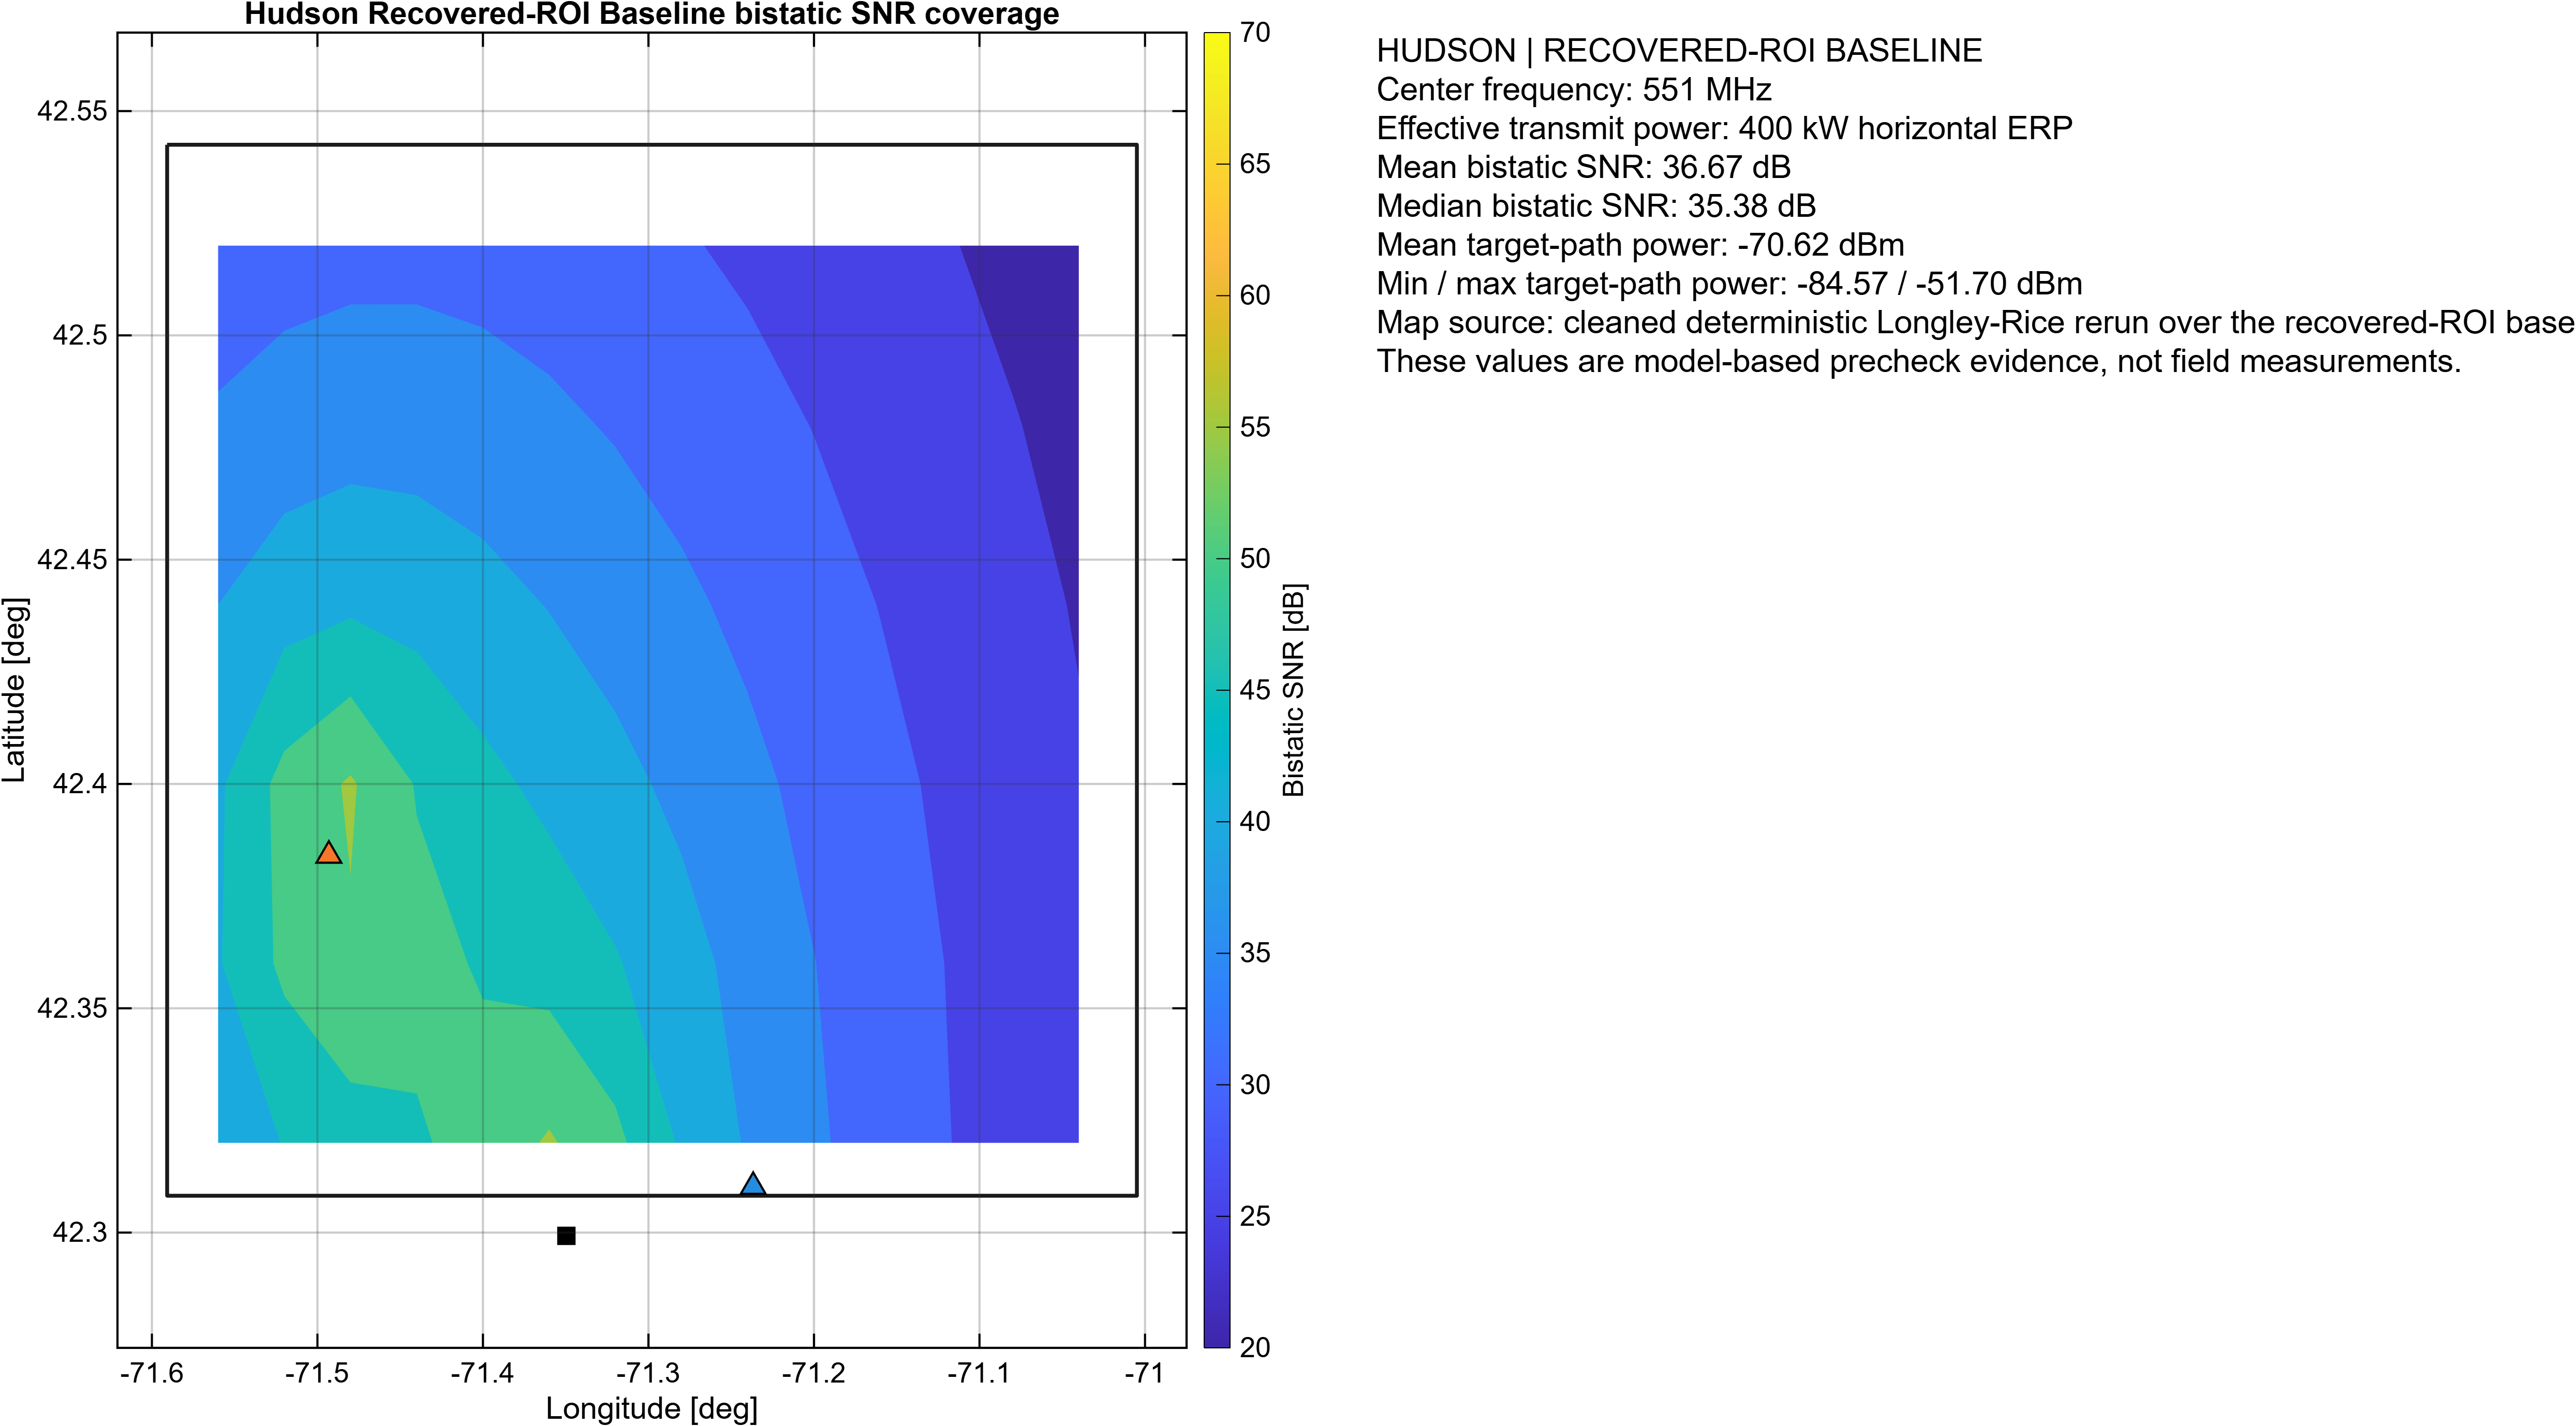 Hudson Recovered-ROI Baseline bistatic SNR coverage
42.55
42.5
42.45
42.4
42.35
42.3
Latitude [deg]
-71.6
-71.5
-71.4
-71.3
-71.2
-71.1
-71
Longitude [deg]
70
65
60
55
50
45
40
35
30
25
20
Bistatic SNR [dB]
HUDSON | RECOVERED-ROI BASELINE
Center frequency: 551 MHz
Effective transmit power: 400 kW horizontal ERP
Mean bistatic SNR: 36.67 dB
Median bistatic SNR: 35.38 dB
Mean target-path power: -70.62 dBm
Min / max target-path power: -84.57 / -51.70 dBm
Map source: cleaned deterministic Longley-Rice rerun over the recovered-ROI base
These values are model-based precheck evidence, not field measurements.